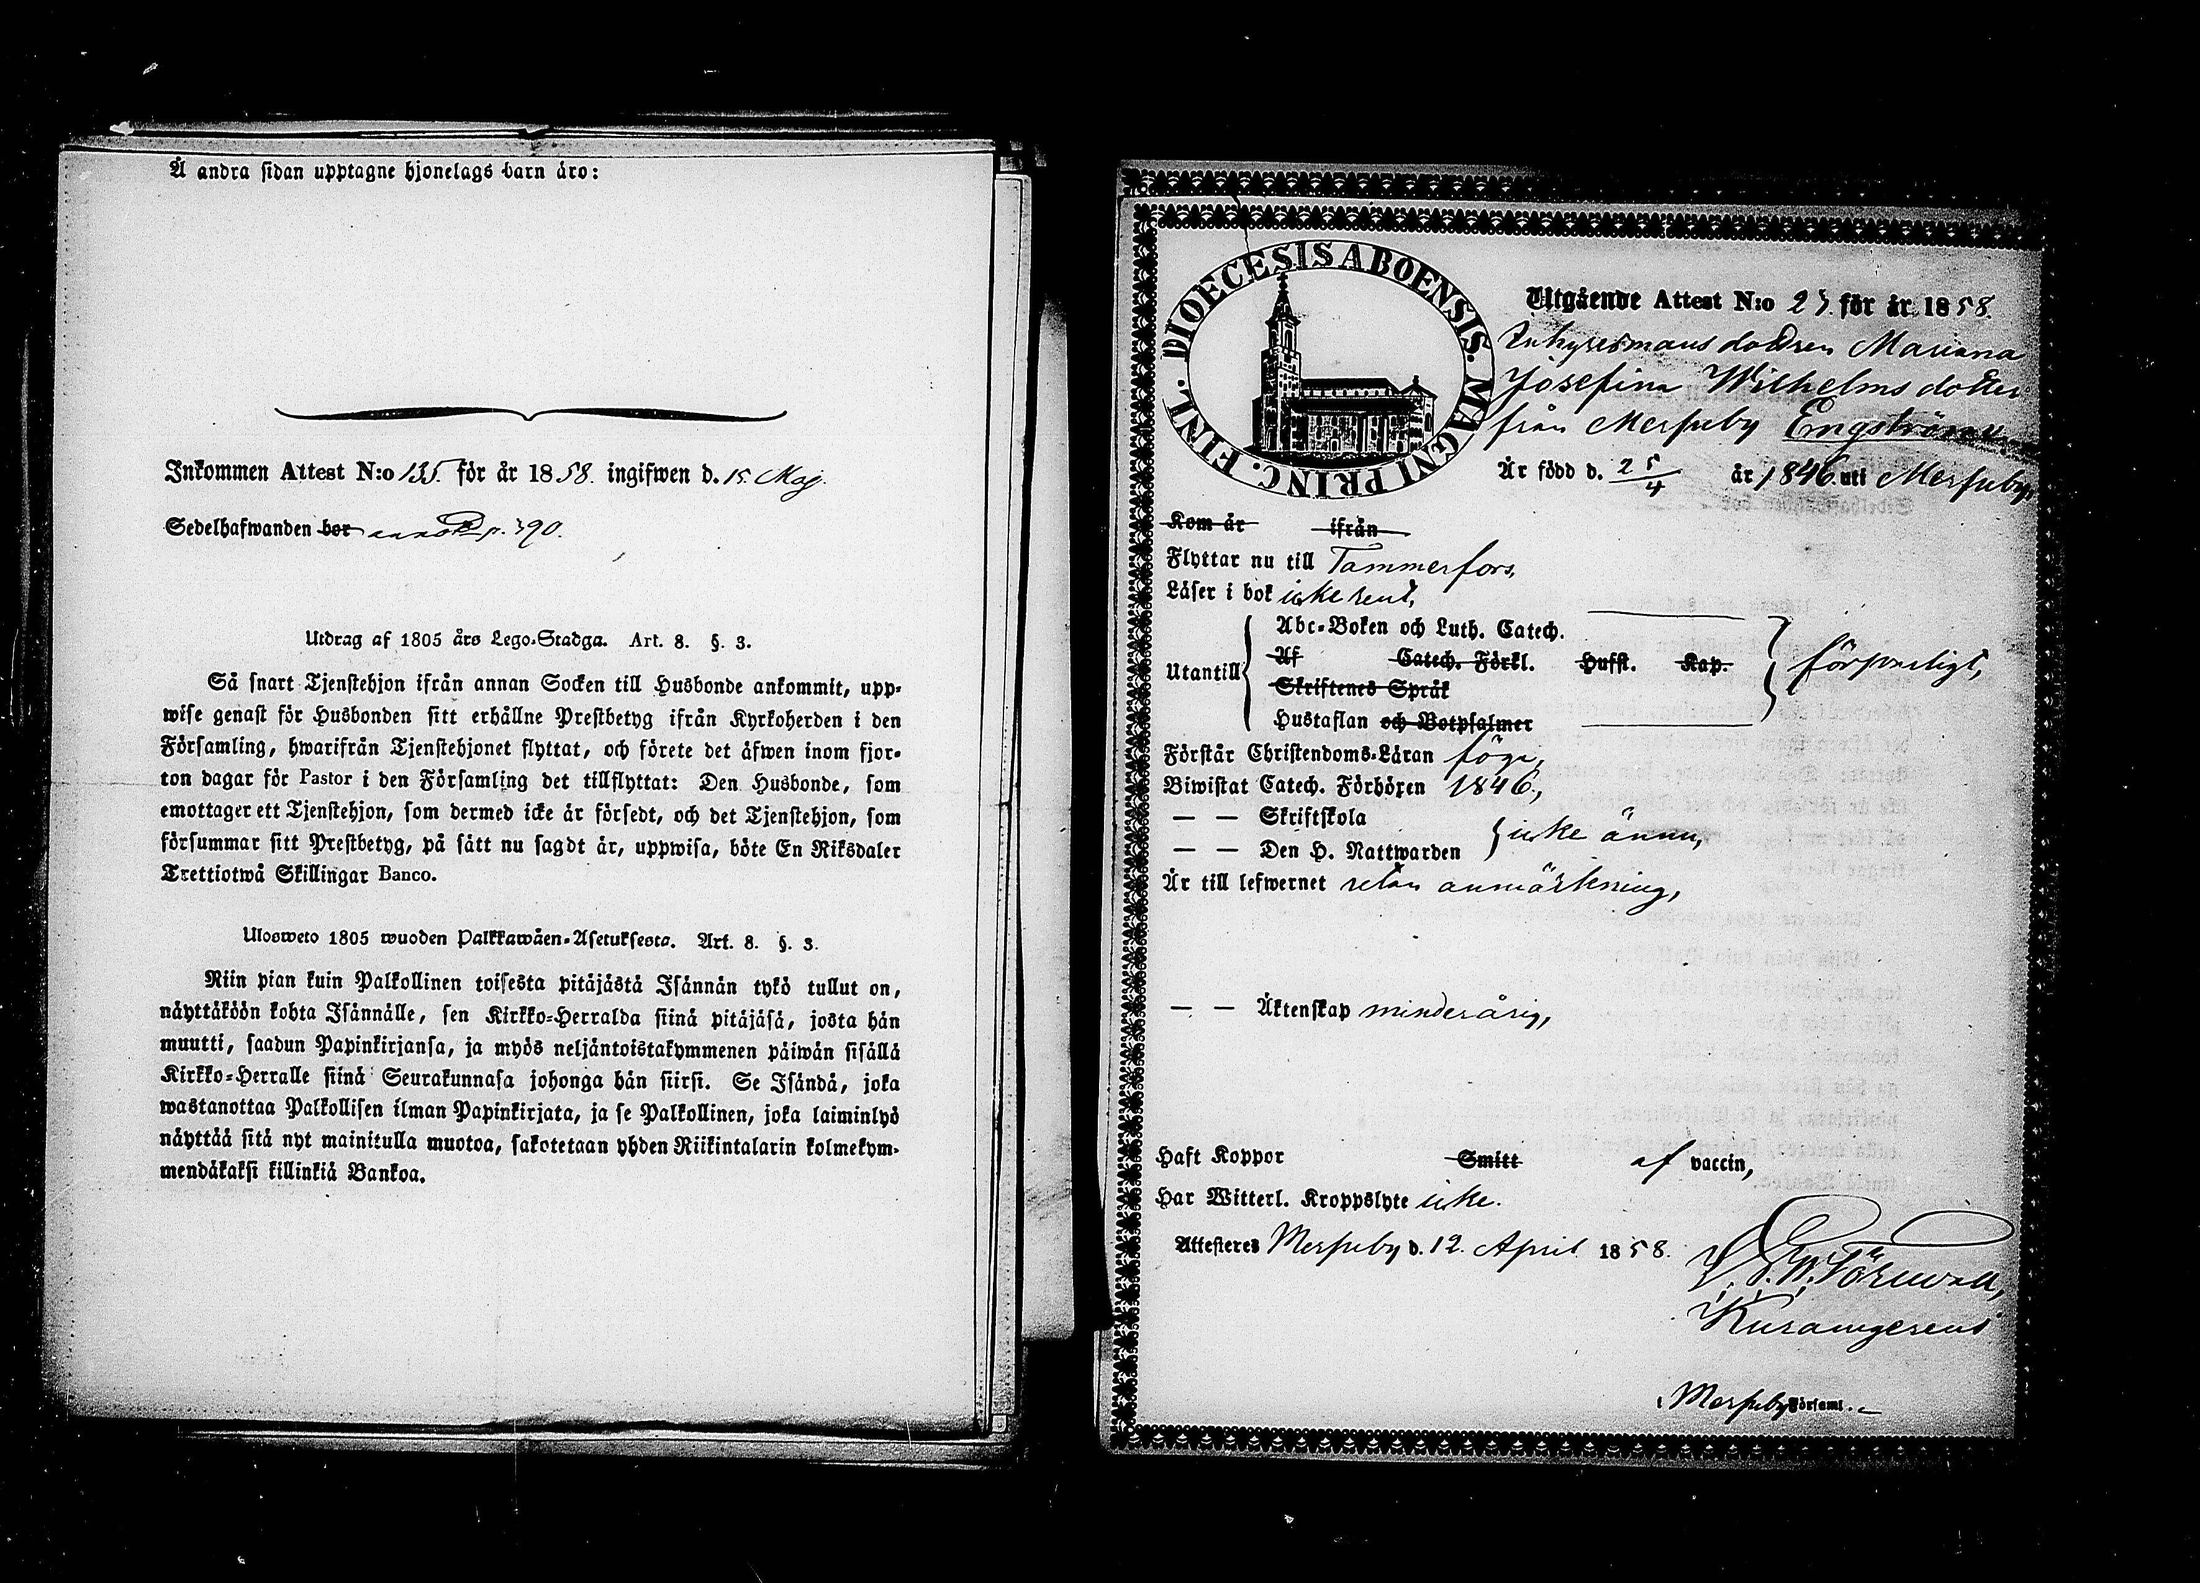 Å andra sidan upptagne hjonelags barn äro:
Inkommen Attest N:o 135. för år 1858. ingifwen d. 15. Maj.
Sedelhafwanden bor p. 390.
Utdrag af 1805 års Lego-Stadga. Art. 8. §. 3.
Så snart Tjenstehjon ifrån annan Socken till Husbonde ankommit, upp-
wise genast för Husbonden sitt erhållne Prestbetyg ifrån Kyrkoherden i den
Församling, hwarifrån Tjenstehjonet flyttat, och förete det äfwen inom fjor-
ton dagar för Pastor i den Församling det tillflyttat: Den Husbonde, som
emottager ett Tjenstehjon, som dermed icke är försedt, och det Tjenstehjon, som
försummar sitt Prestbetyg, på sätt nu sagdt är, uppwisa, böte En Riksdaler
Trettiotwå Skillingar Banco.
Ulosweto 1805 wuoden Palkkawäen-Asetuksesta. Art. 8. §. 3.
Niin pian kuin Palkollinen toisesta pitäjästä Isännän tykö tullut on,
näyttäköön kohta Isännälle, sen Kirkko-Herralda siinä pitäjäsä, josta hän
muutti, saadun Papinkirjansa, ja myös neljäntoistakymmenen päiwän sisällä
Kirkko-Herralle siinä Seurakunnasa johonga hän siirsi. Se Isändä, joka
wastanottaa Palkollisen ilman Papinkirjata, ja se Palkollinen, joka laiminlyö
näyttää sitä nyt mainitulla muotoa, sakotetaan yhden Riikintalarin kolmekym-
mendäkaksi killinkiä Bankoa.
DIOECESIS ABOENSIS. MAGNI PRINC. FINL.
Utgående Attest N:o 23. för år 1858.
Inhysesmans dottren Mariana
Josefina Wilhelms dotter
från Merpuby Engström
Är född d. 25/4 år 1846. uti Merpuby,
Kom år ifrån
Flyttar nu till Tammerfors,
Läser i bok icke rent,
Utantill
Abc-Boken och Luth. Catech.
Af Catech. Förkl. Hufst. Kap. försvarligt,
Skriftenes Språk
Hustaflan och Botpsalmer
Förstår Christendoms-Läran föga,
Biwistat Catech. Förhören 1846,
— — Skriftskola
— — Den H. Nattwarden icke ännu,
Är till lefwernet utan anmärkning,
— — Äktenskap minderårig,
Haft Koppor Smitt af vaccin,
Har Witterl. Kroppslyte icke.
Attesteres Merpuby d. 12. April 1858.
Församl.